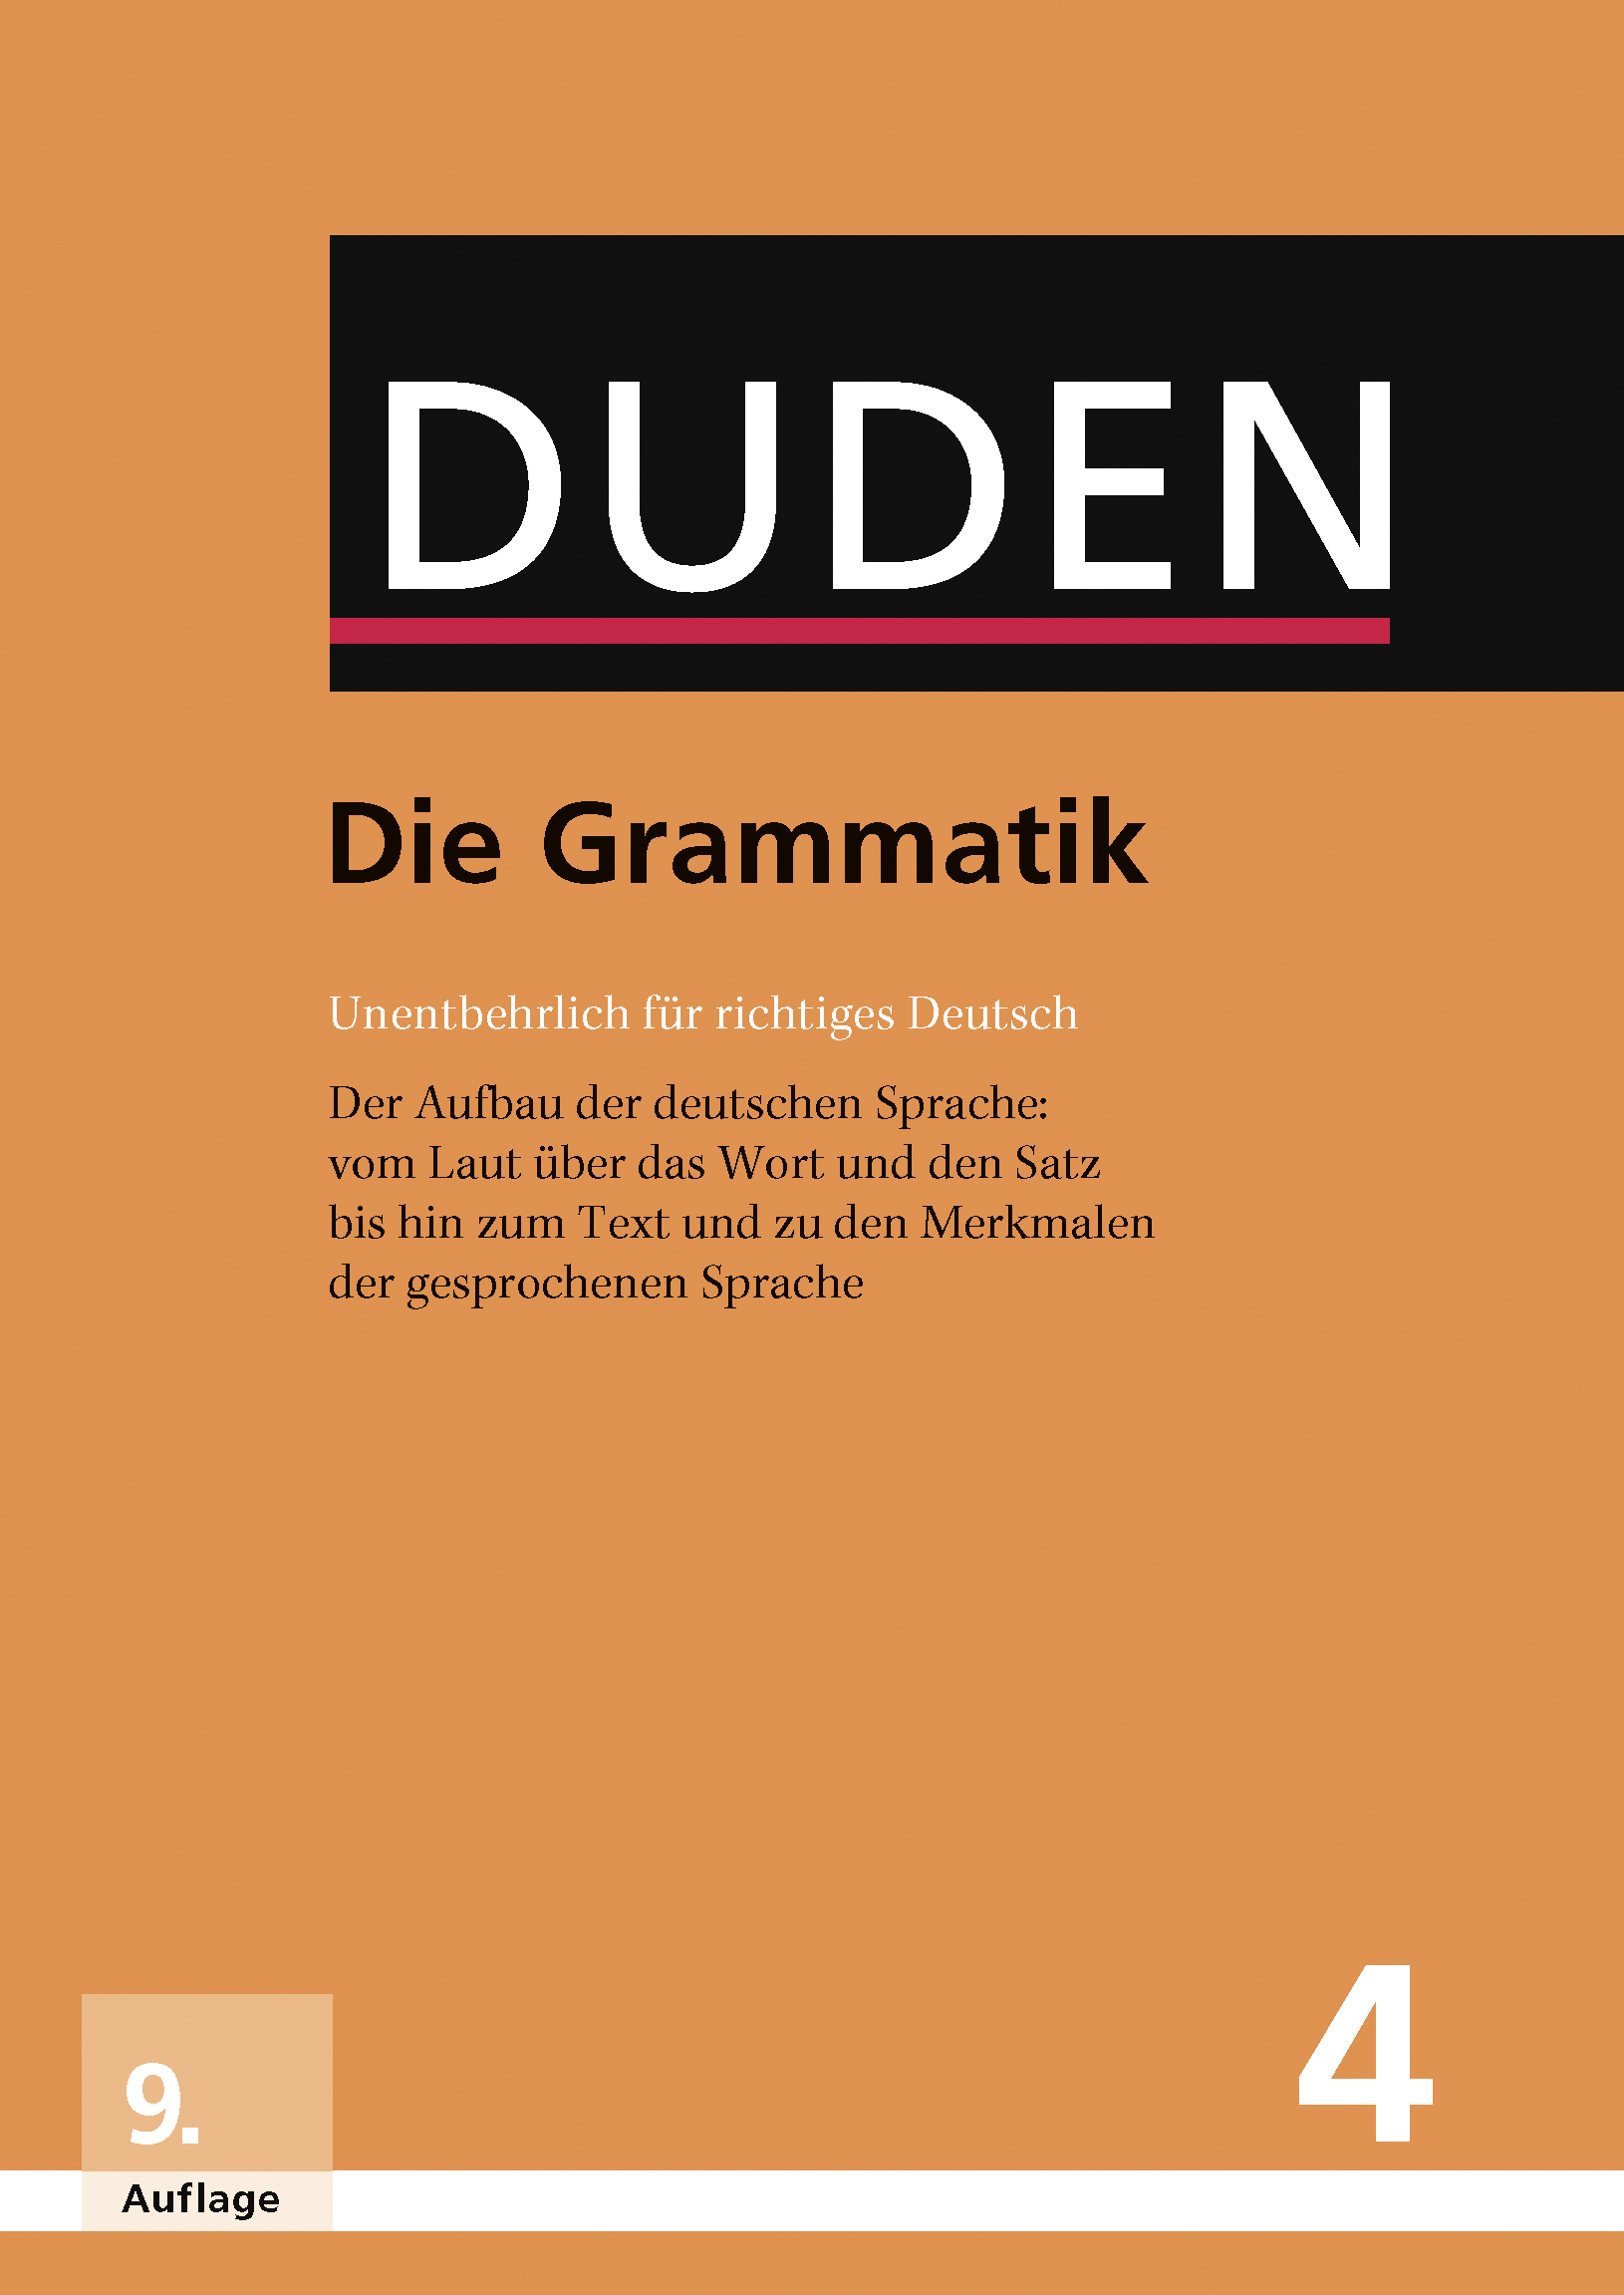 DUDEN
Die Grammatik
Unentbehrlich für richtiges Deutsch
Der Aufbau der deutschen Sprache:
vom Laut über das Wort und den Satz
bis hin zum Text und zu den Merkmalen
der gesprochenen Sprache
4
9.
Auflage